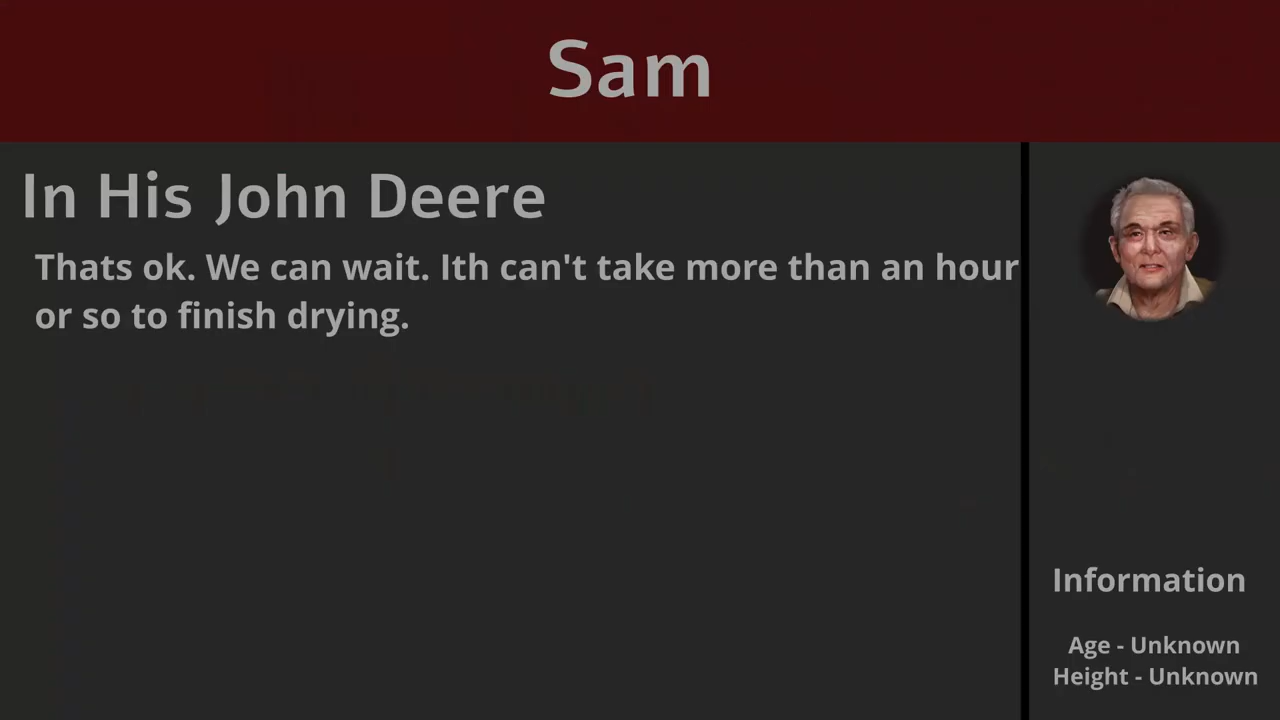 Sam
In His John Deere
Thats ok. We can wait. Ith can't take more than an hour
or so to finish drying.
Information
Age - Unknown
Height - Unknown